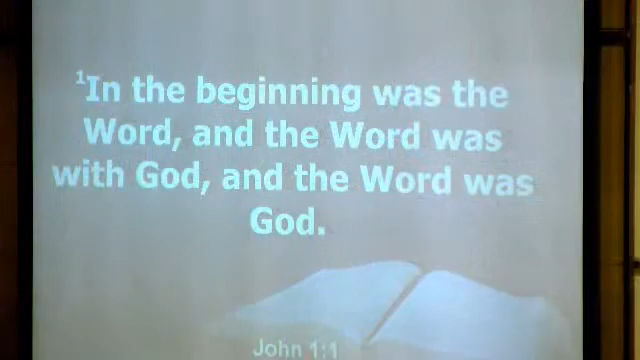 ¹In the beginning was the
Word, and the Word was
with God, and the Word was
God.
John 1:1